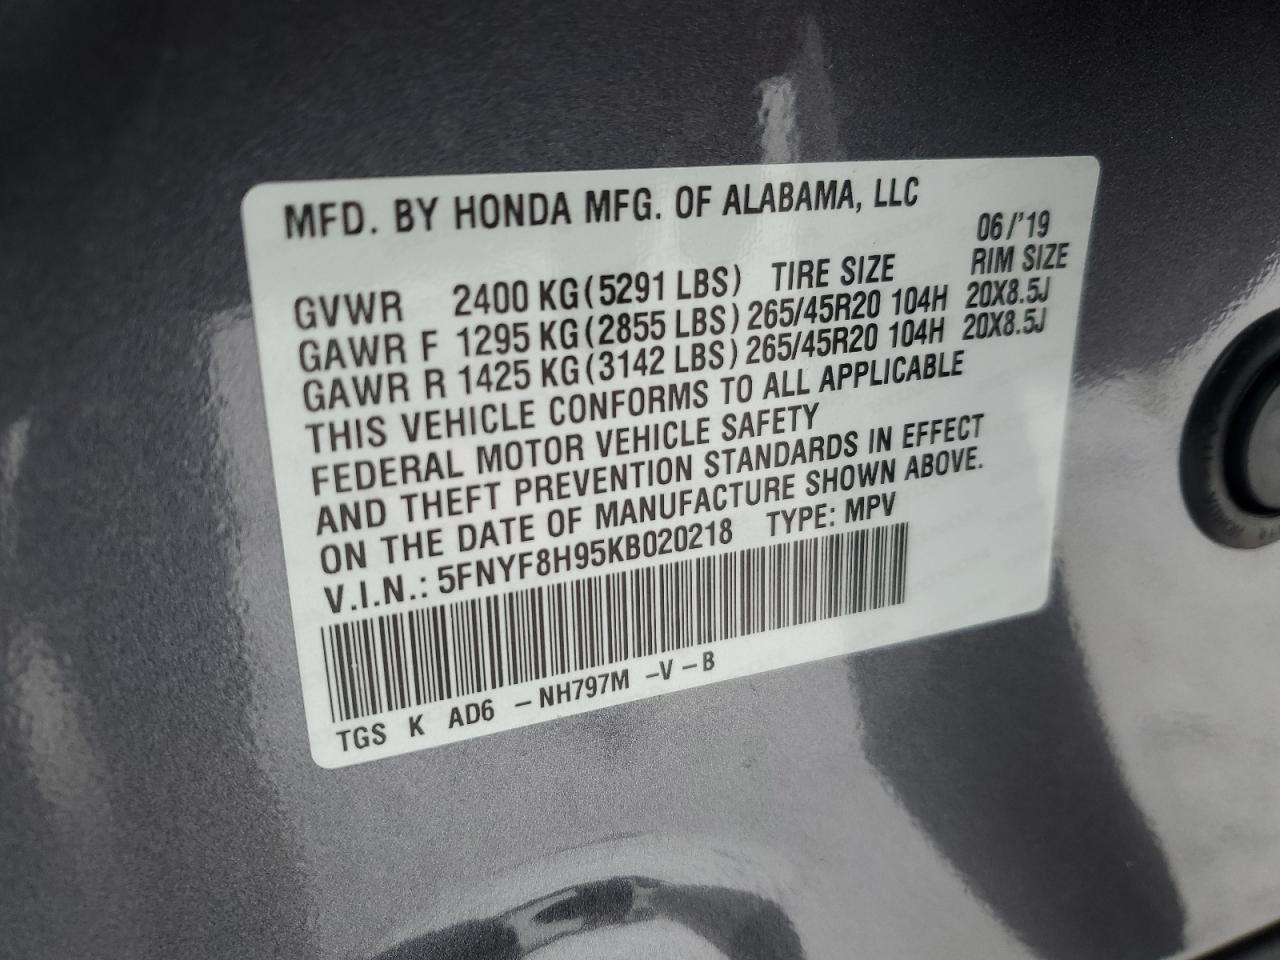 MFD. BY HONDA MFG. OF ALABAMA, LLC
06/'19
GVWR 2400 KG(5291 LBS) TIRE SIZE RIM SIZE
GAWR F 1295 KG(2855 LBS) 265/45R20 104H 20X8.5J
GAWR R 1425 KG(3142 LBS) 265/45R20 104H 20X8.5J
THIS VEHICLE CONFORMS TO ALL APPLICABLE
FEDERAL MOTOR VEHICLE SAFETY
AND THEFT PREVENTION STANDARDS IN EFFECT
ON THE DATE OF MANUFACTURE SHOWN ABOVE.
V.I.N.: 5FNYF8H95KB020218 TYPE: MPV
TGS K AD6 -NH797M -V-B